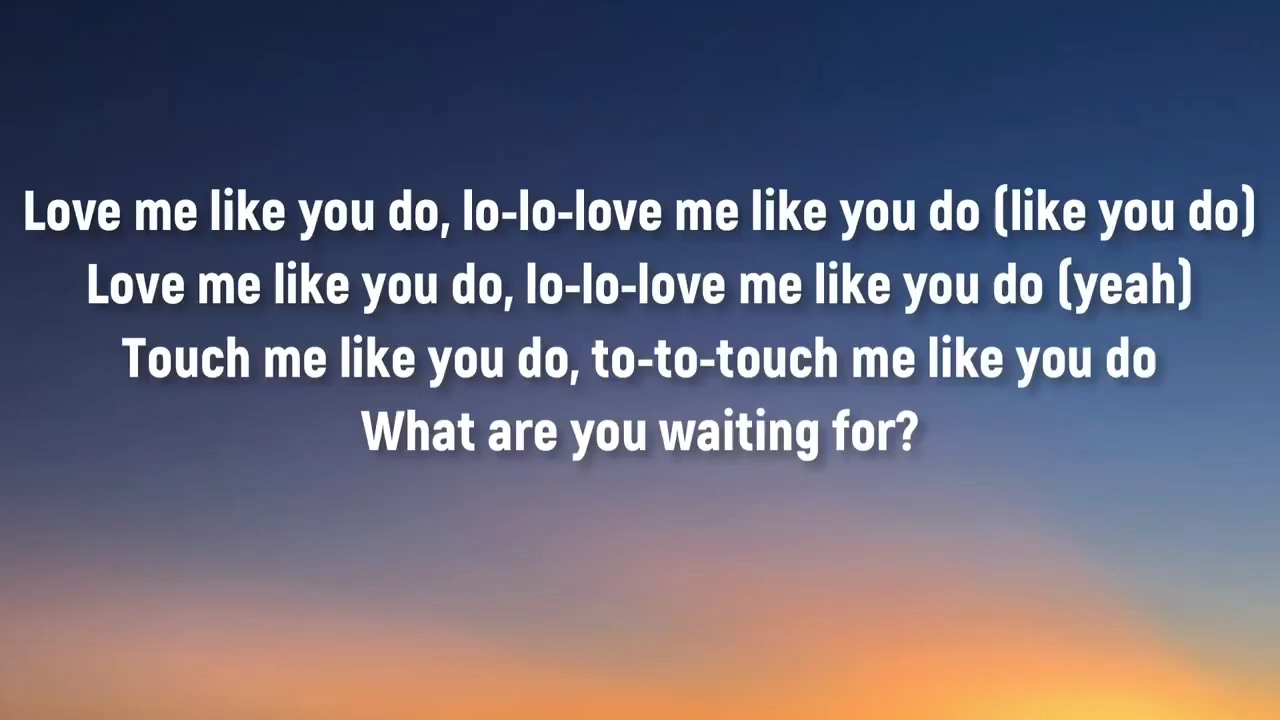 Love me like you do, lo-lo-love me like you do (like you do)
Love me like you do, lo-lo-love me like you do (yeah)
Touch me like you do, to-to-touch me like you do
What are you waiting for?